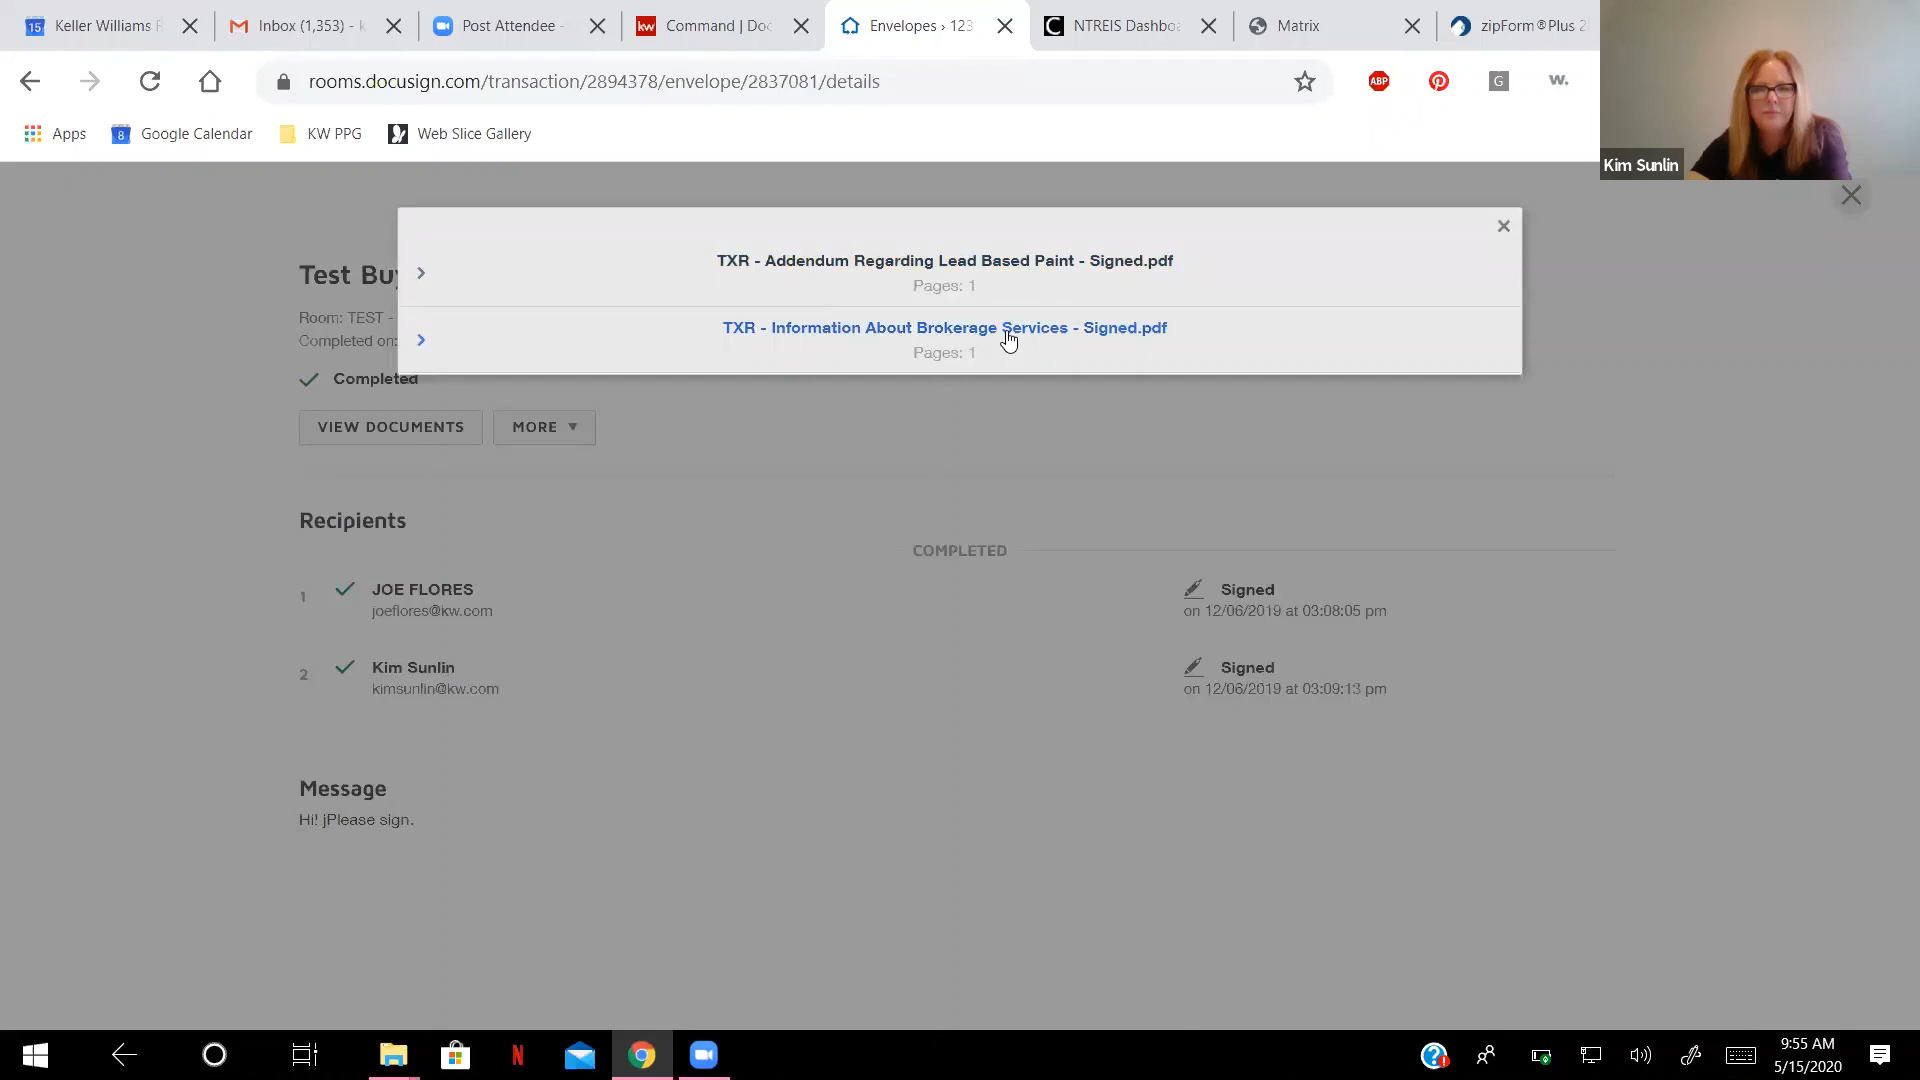 15 Keller Williams
Inbox (1,353) -
Post Attendee -
kw Command | Doc
Envelopes › 123
NTREIS Dashbo
Matrix
zipForm®Plus 2
rooms.docusign.com/transaction/2894378/envelope/2837081/details
ABP
G
w.
Apps
8 Google Calendar
KW PPG
Web Slice Gallery
Kim Sunlin
TXR - Addendum Regarding Lead Based Paint - Signed.pdf
Pages: 1
TXR - Information About Brokerage Services - Signed.pdf
Pages: 1
Test Bu
Room: TEST -
Completed on:
Completed
VIEW DOCUMENTS
MORE
Recipients
COMPLETED
1
JOE FLORES
joeflores@kw.com
Signed
on 12/06/2019 at 03:08:05 pm
2
Kim Sunlin
kimsunlin@kw.com
Signed
on 12/06/2019 at 03:09:13 pm
Message
Hi! jPlease sign.
9:55 AM
5/15/2020